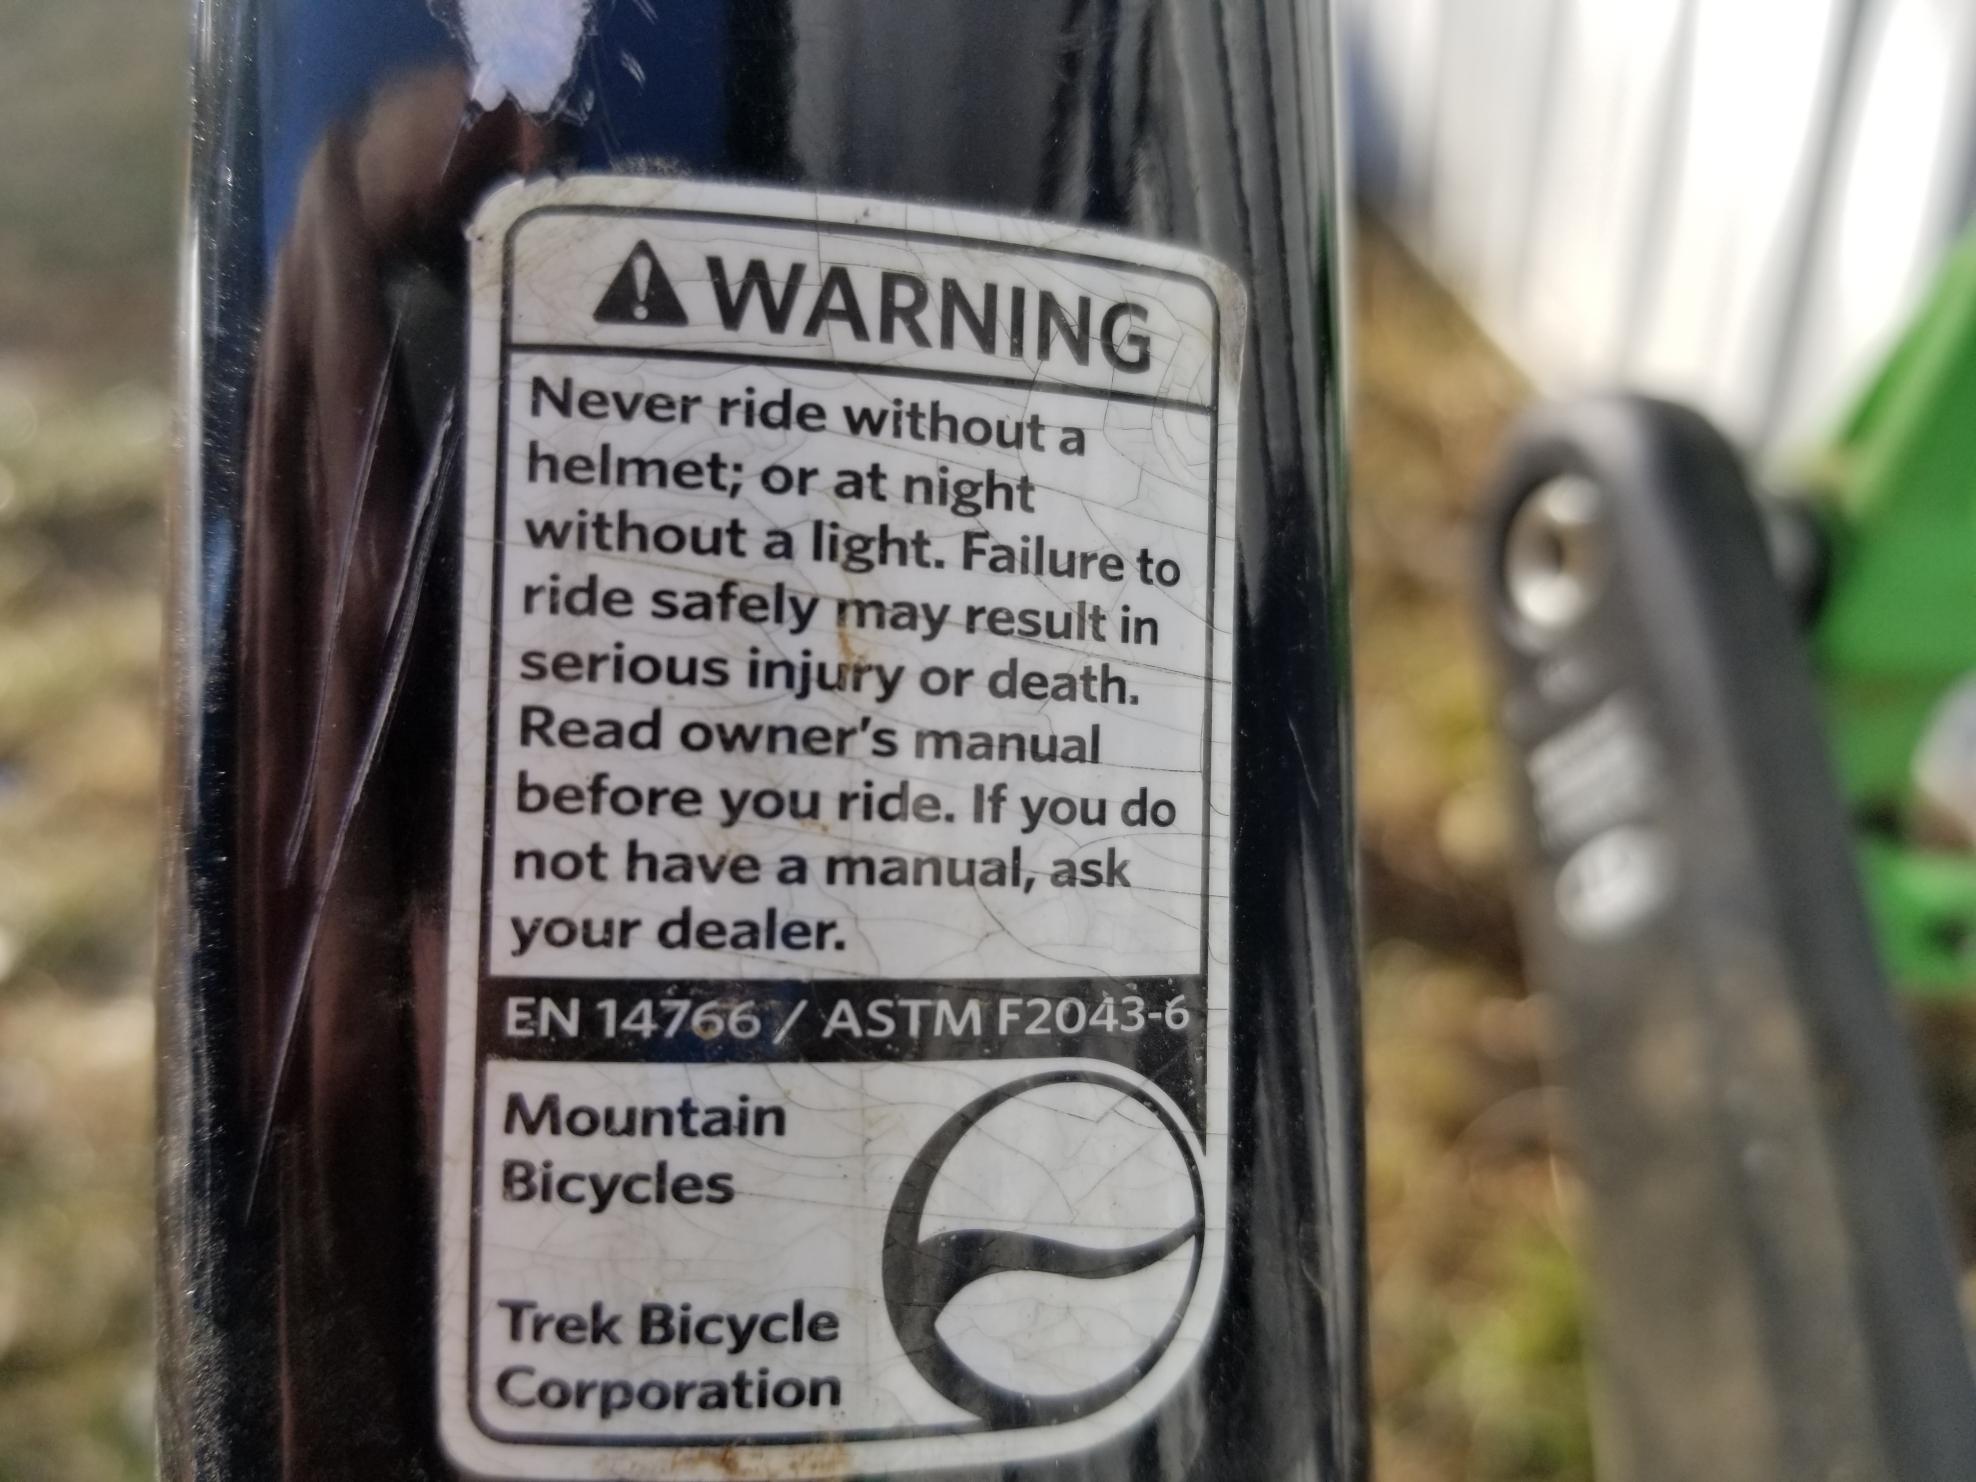 WARNING
Never ride without a
helmet; or at night
without a light. Failure to
ride safely may result in
serious injury or death.
Read owner's manual
before you ride. If you do
not have a manual, ask
your dealer.
EN 14766 / ASTM F2043-6
Mountain
Bicycles
Trek Bicycle
Corporation